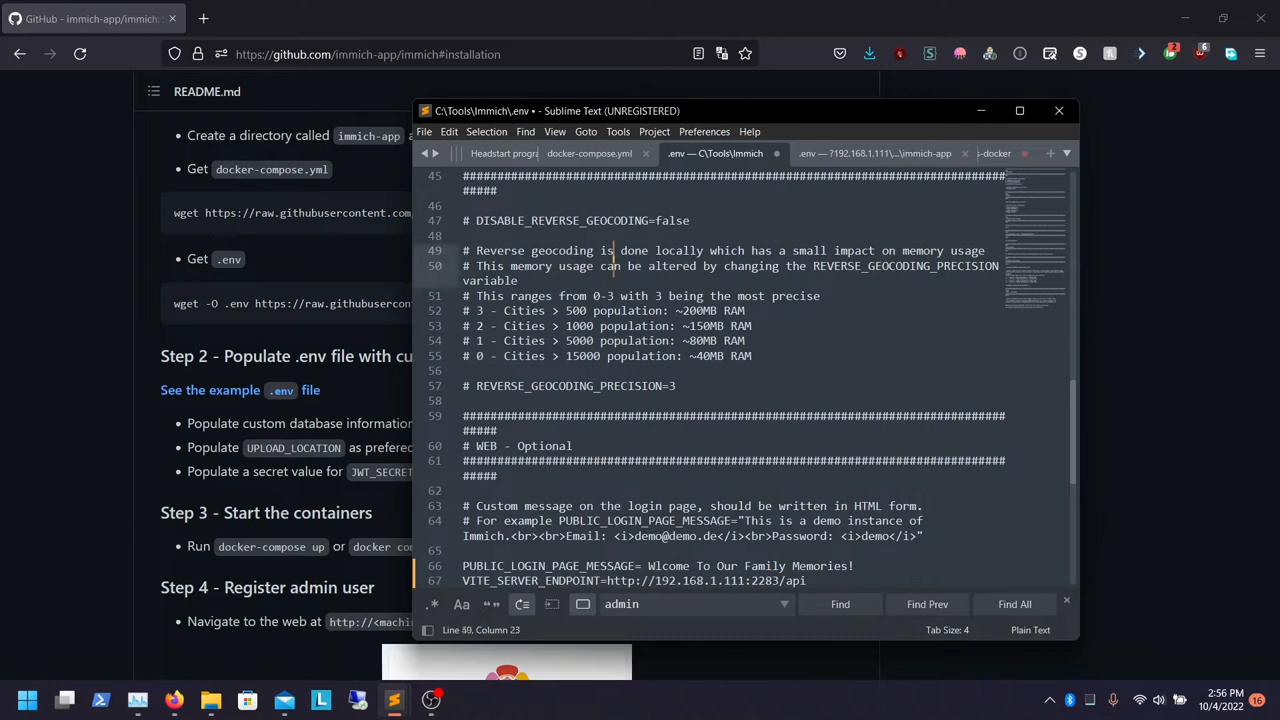 GitHub - immich-app/immich:
https://github.com/immich-app/immich#installation
2
6
README.md
Create a directory called immich-app
Get docker-compose.yml
wget https://raw.githubusercontent.com
Get .env
wget -O .env https://raw.githubuserc
Step 2 - Populate .env file with cu
See the example .env file
Populate custom database information
Populate UPLOAD_LOCATION as prefere
Populate a secret value for JWT_SECRET
Step 3 - Start the containers
Run docker-compose up or docker com
Step 4 - Register admin user
Navigate to the web at http://<machin
C:\Tools\Immich\.env • - Sublime Text (UNREGISTERED)
File Edit Selection Find View Goto Tools Project Preferences Help
Headstart progr docker-compose.yml .env — C:\Tools\Immich .env — ?192.168.1.111\...\immich-app -docker
45 ################################################################################
#####
46
47 # DISABLE_REVERSE_GEOCODING=false
48
49 # Reverse geocoding is done locally which has a small impact on memory usage
50 # This memory usage can be altered by changing the REVERSE_GEOCODING_PRECISION
variable
51 # This ranges from 0-3 with 3 being the most precise
52 # 3 - Cities > 500 population: ~200MB RAM
53 # 2 - Cities > 1000 population: ~150MB RAM
54 # 1 - Cities > 5000 population: ~80MB RAM
55 # 0 - Cities > 15000 population: ~40MB RAM
56
57 # REVERSE_GEOCODING_PRECISION=3
58
59 ################################################################################
#####
60 # WEB - Optional
61 ################################################################################
#####
62
63 # Custom message on the login page, should be written in HTML form.
64 # For example PUBLIC_LOGIN_PAGE_MESSAGE="This is a demo instance of
Immich.<br><br>Email: <i>demo@demo.de</i><br>Password: <i>demo</i>"
65
66 PUBLIC_LOGIN_PAGE_MESSAGE= Wlcome To Our Family Memories!
67 VITE_SERVER_ENDPOINT=http://192.168.1.111:2283/api
.* Aa “” admin Find Find Prev Find All
Line 49, Column 23 Tab Size: 4 Plain Text
2:56 PM
10/4/2022
16